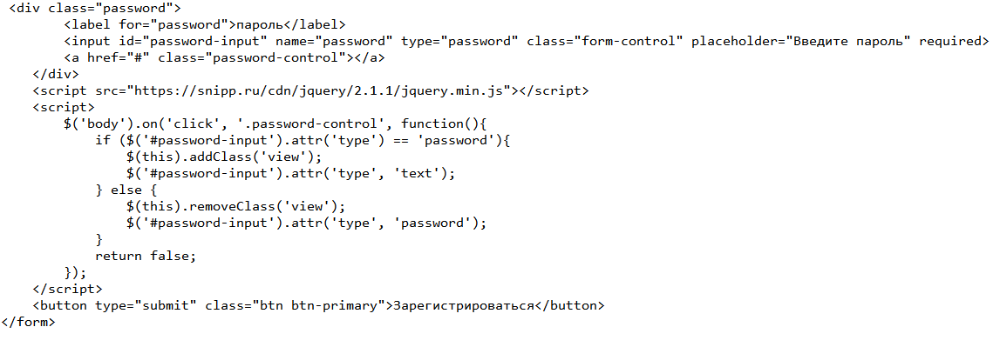 <div class="password">
<label for="password">пароль</label>
<input id="password-input" name="password" type="password" class="form-control" placeholder="Введите пароль" required>
<a href="#" class="password-control"></a>
</div>
<script src="https://snipp.ru/cdn/jquery/2.1.1/jquery.min.js"></script>
<script>
$('body').on('click', '.password-control', function(){
if ($('#password-input').attr('type') == 'password'){
$(this).addClass('view');
$('#password-input').attr('type', 'text');
} else {
$(this).removeClass('view');
$('#password-input').attr('type', 'password');
}
return false;
});
</script>
<button type="submit" class="btn btn-primary">Зарегистрироваться</button>
</form>